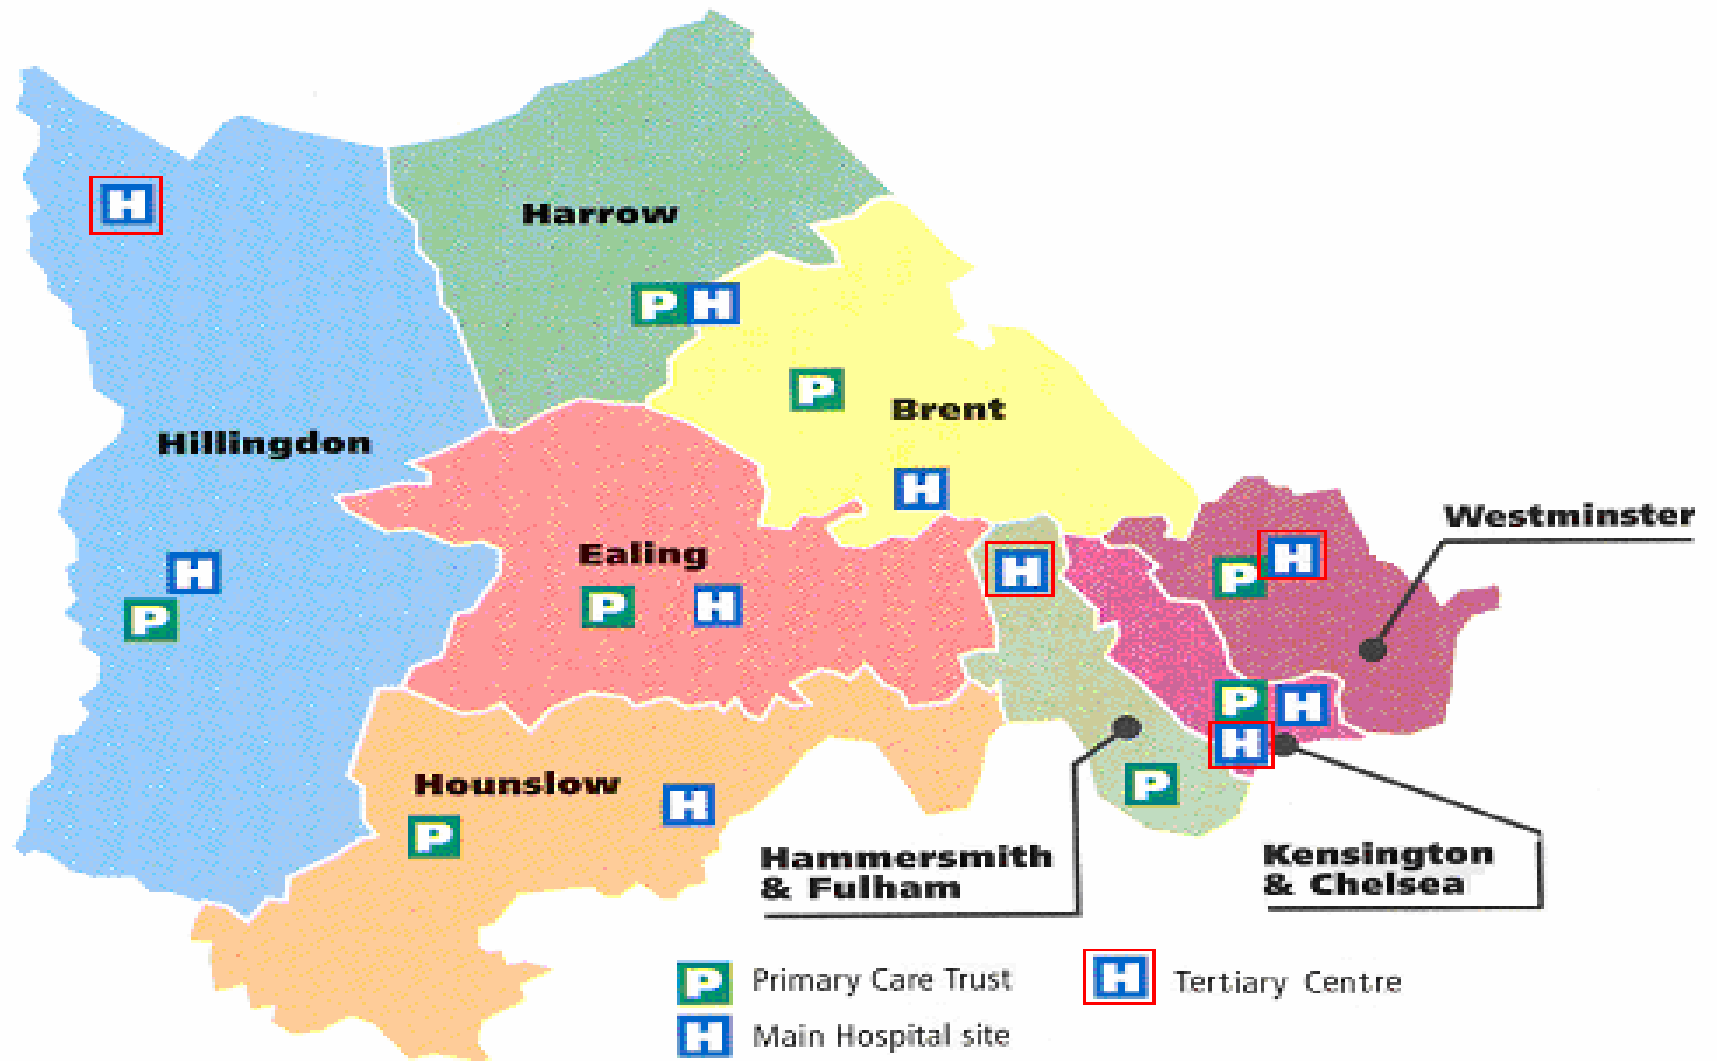 H
Harrow
P H
P
Brent
Hillingdon
H
Westminster
Ealing
H
H
P
H
P
P
H
P
P
H
H
Hounslow
H
P
P
Hammersmith
& Fulham
Kensington
& Chelsea
P Primary Care Trust
H Tertiary Centre
H Main Hospital site